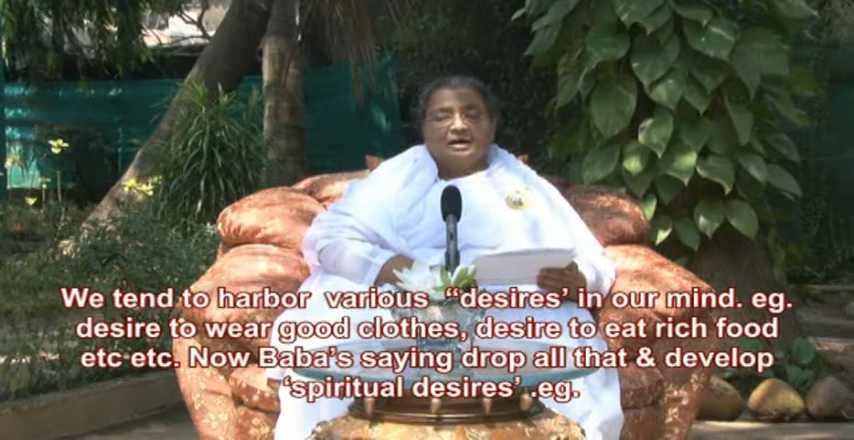 We tend to harbor various “desires’ in our mind. eg.
desire to wear good clothes, desire to eat rich food
etc etc. Now Baba’s saying drop all that & develop
‘spiritual desires’ .eg.